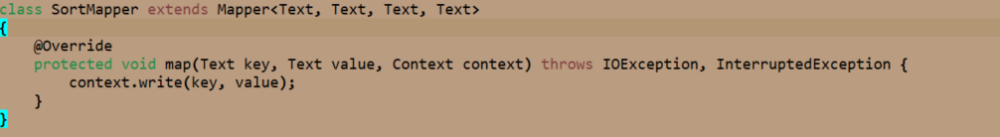 class SortMapper extends Mapper<Text, Text, Text, Text>
{
    @Override
    protected void map(Text key, Text value, Context context) throws IOException, InterruptedException {
        context.write(key, value);
    }
}